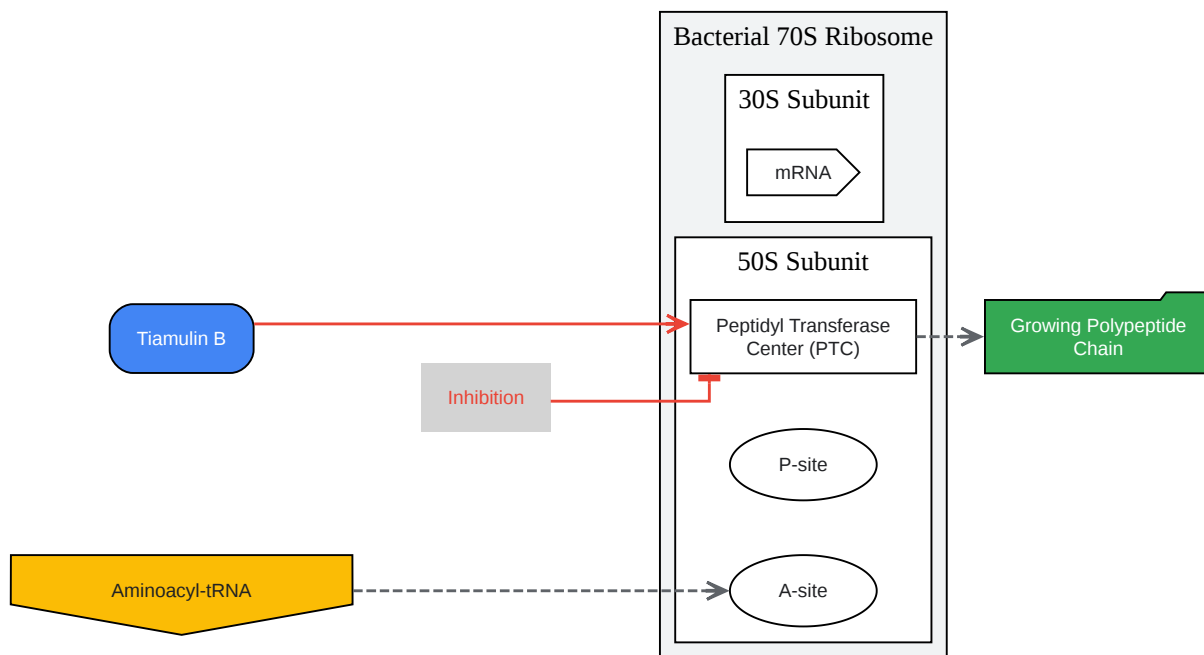 Bacterial 70S Ribosome
30S Subunit
mRNA
50S Subunit
Tiamulin B
Peptidyl Transferase
Center (PTC)
Growing Polypeptide
Chain
Inhibition
P-site
Aminoacyl-tRNA
A-site